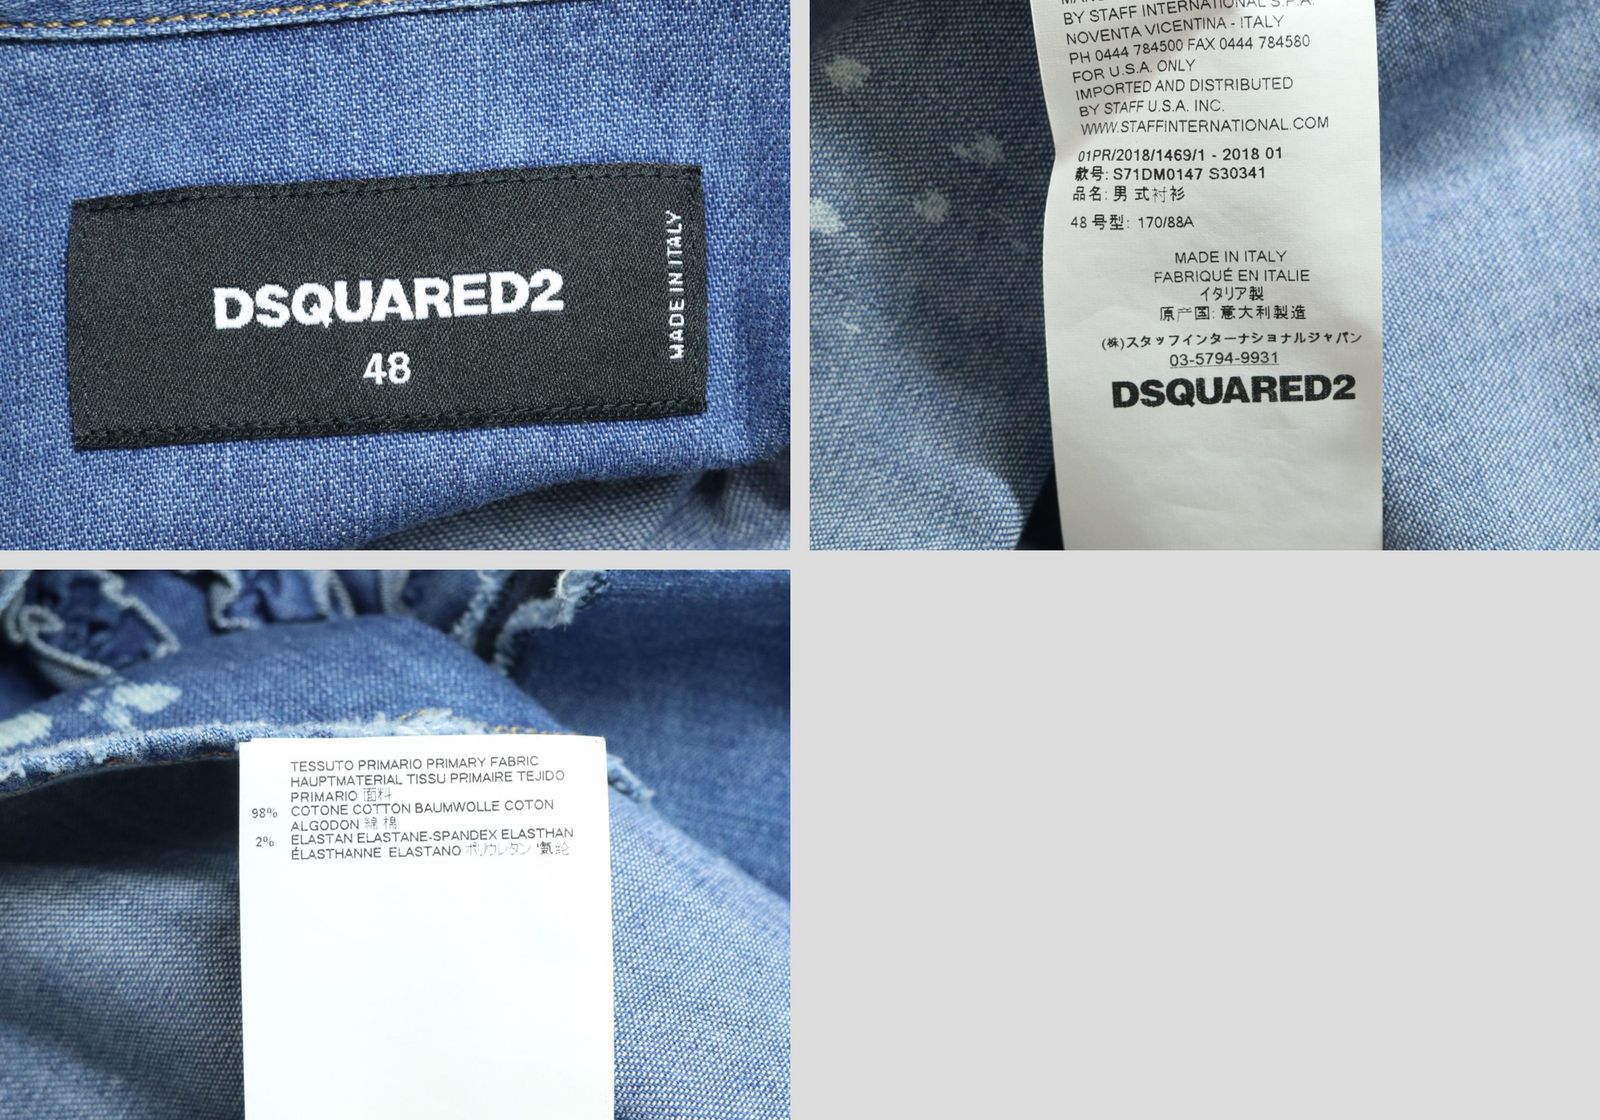 DSQUARED2
48
MADE IN ITALY
BY STAFF INTERNATIONAL S.P.A.
NOVENTA VICENTINA - ITALY
PH 0444 784500 FAX 0444 784580
FOR U.S.A. ONLY
IMPORTED AND DISTRIBUTED
BY STAFF U.S.A. INC.
WWW.STAFFINTERNATIONAL.COM
01PR/2018/1469/1 - 2018 01
款号: S71DM0147 S30341
品名: 男 式衬衫
48 号型: 170/88A
MADE IN ITALY
FABRIQUÉ EN ITALIE
イタリア製
原产国: 意大利製造
(株)スタッフインターナショナルジャパン
03-5794-9931
DSQUARED2
TESSUTO PRIMARIO PRIMARY FABRIC
HAUPTMATERIAL TISSU PRIMAIRE TEJIDO
PRIMARIO 面料
98% COTONE COTTON BAUMWOLLE COTON
ALGODON 綿 棉
2% ELASTAN ELASTANE-SPANDEX ELASTHAN
ÉLASTHANNE ELASTANO ポリウレタン 氨纶